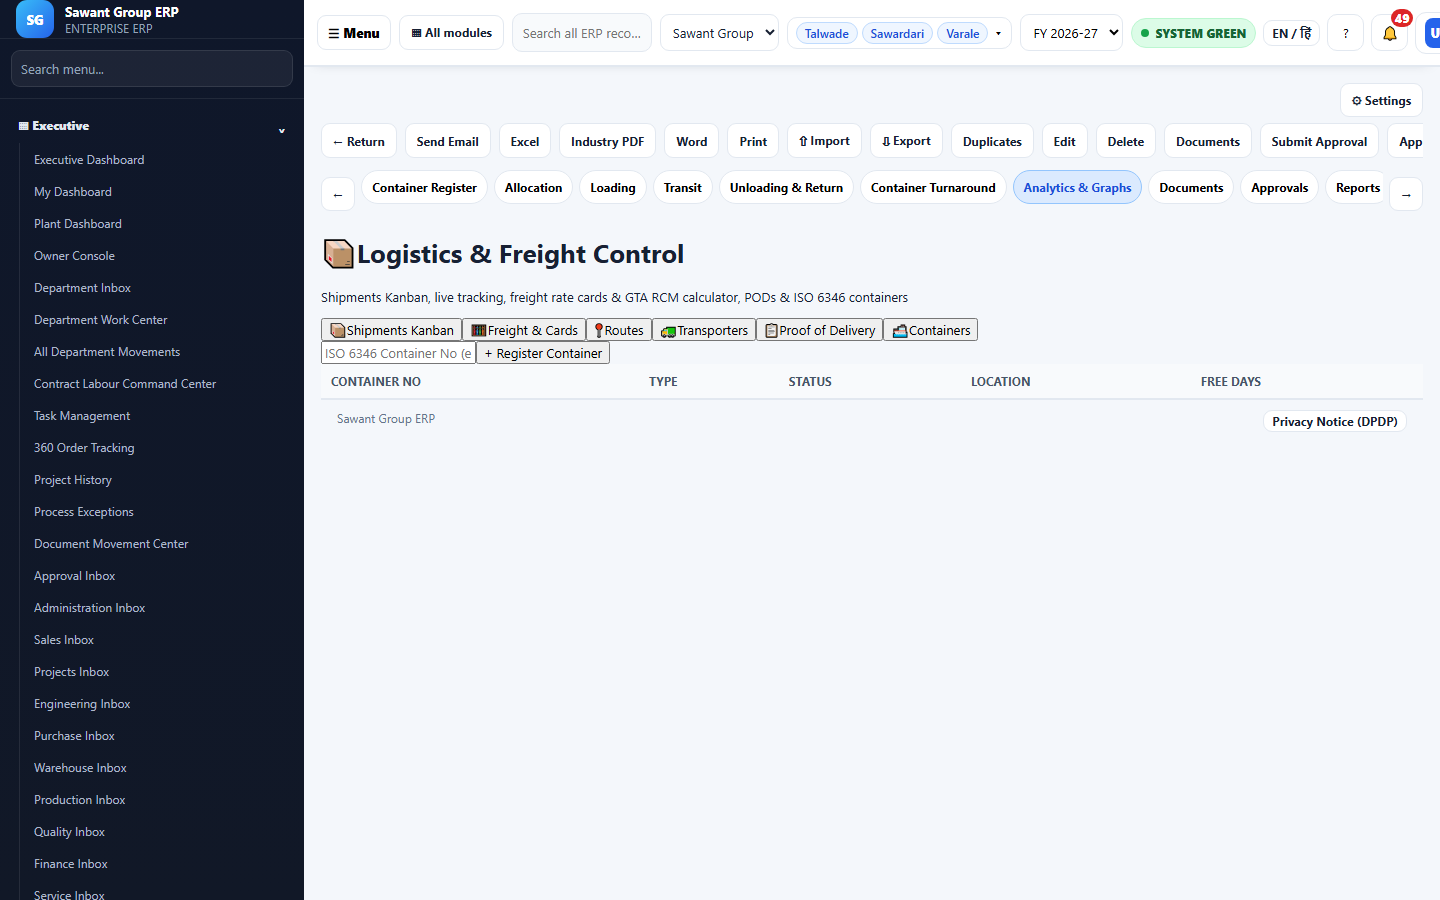 SG
Sawant Group ERP
ENTERPRISE ERP
☰ Menu
All modules
Search all ERP reco...
Sawant Group
Talwade
Sawardari
Varale
FY 2026-27
SYSTEM GREEN
EN / हिं
?
49
U
Search menu...
⚙ Settings
Executive
Executive Dashboard
My Dashboard
Plant Dashboard
Owner Console
Department Inbox
Department Work Center
All Department Movements
Contract Labour Command Center
Task Management
360 Order Tracking
Project History
Process Exceptions
Document Movement Center
Approval Inbox
Administration Inbox
Sales Inbox
Projects Inbox
Engineering Inbox
Purchase Inbox
Warehouse Inbox
Production Inbox
Quality Inbox
Finance Inbox
Service Inbox
← Return
Send Email
Excel
Industry PDF
Word
Print
⇧ Import
⇩ Export
Duplicates
Edit
Delete
Documents
Submit Approval
App
←
Container Register
Allocation
Loading
Transit
Unloading & Return
Container Turnaround
Analytics & Graphs
Documents
Approvals
Reports
→
Logistics & Freight Control
Shipments Kanban, live tracking, freight rate cards & GTA RCM calculator, PODs & ISO 6346 containers
Shipments Kanban
Freight & Cards
Routes
Transporters
Proof of Delivery
Containers
ISO 6346 Container No (e
+ Register Container
CONTAINER NO
TYPE
STATUS
LOCATION
FREE DAYS
Sawant Group ERP
Privacy Notice (DPDP)